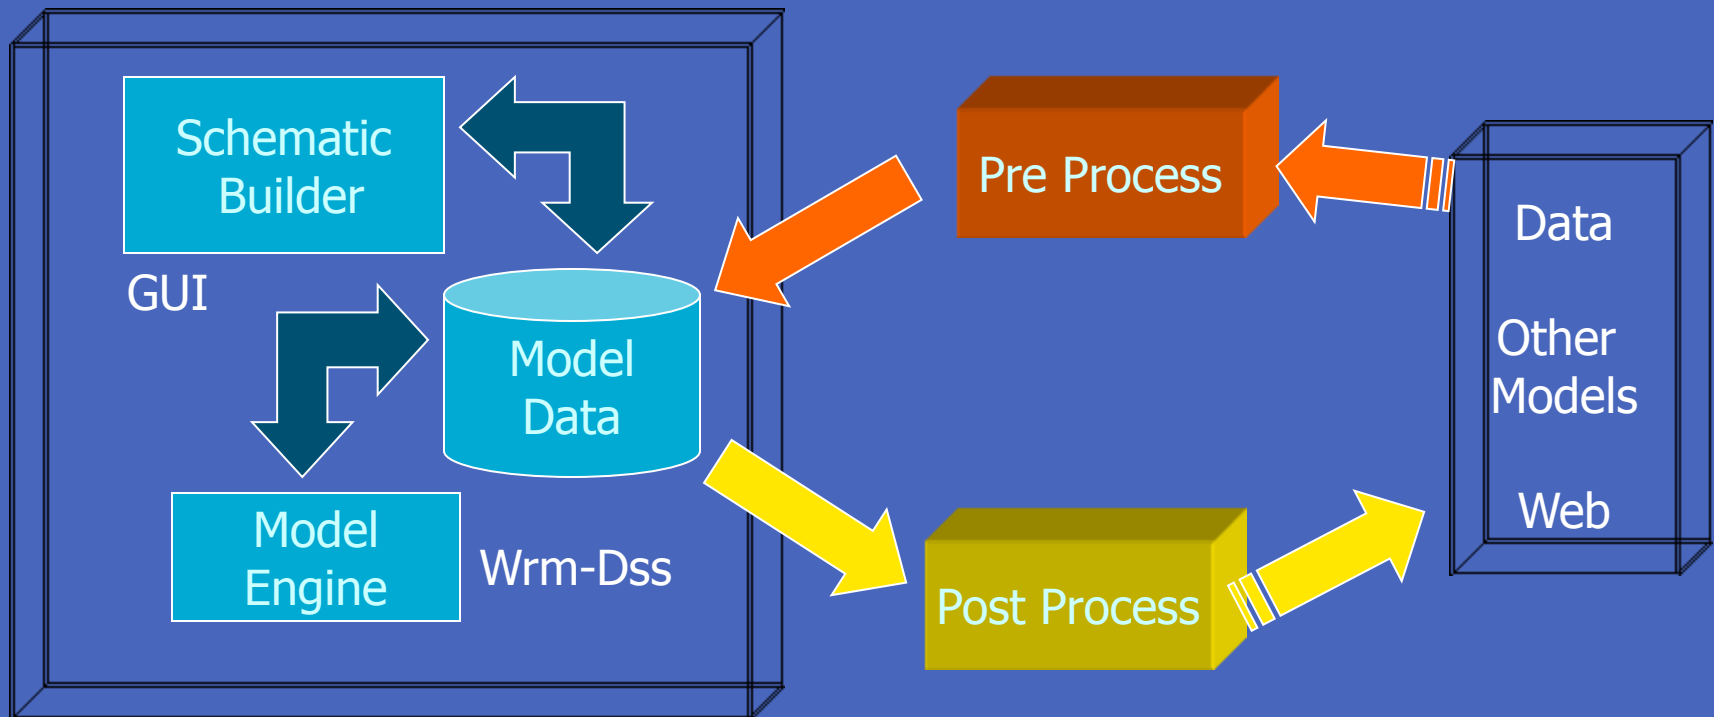 Schematic
Builder
GUI
Model
Data
Model
Engine
Wrm-Dss
Pre Process
Post Process
Data
Other
Models
Web